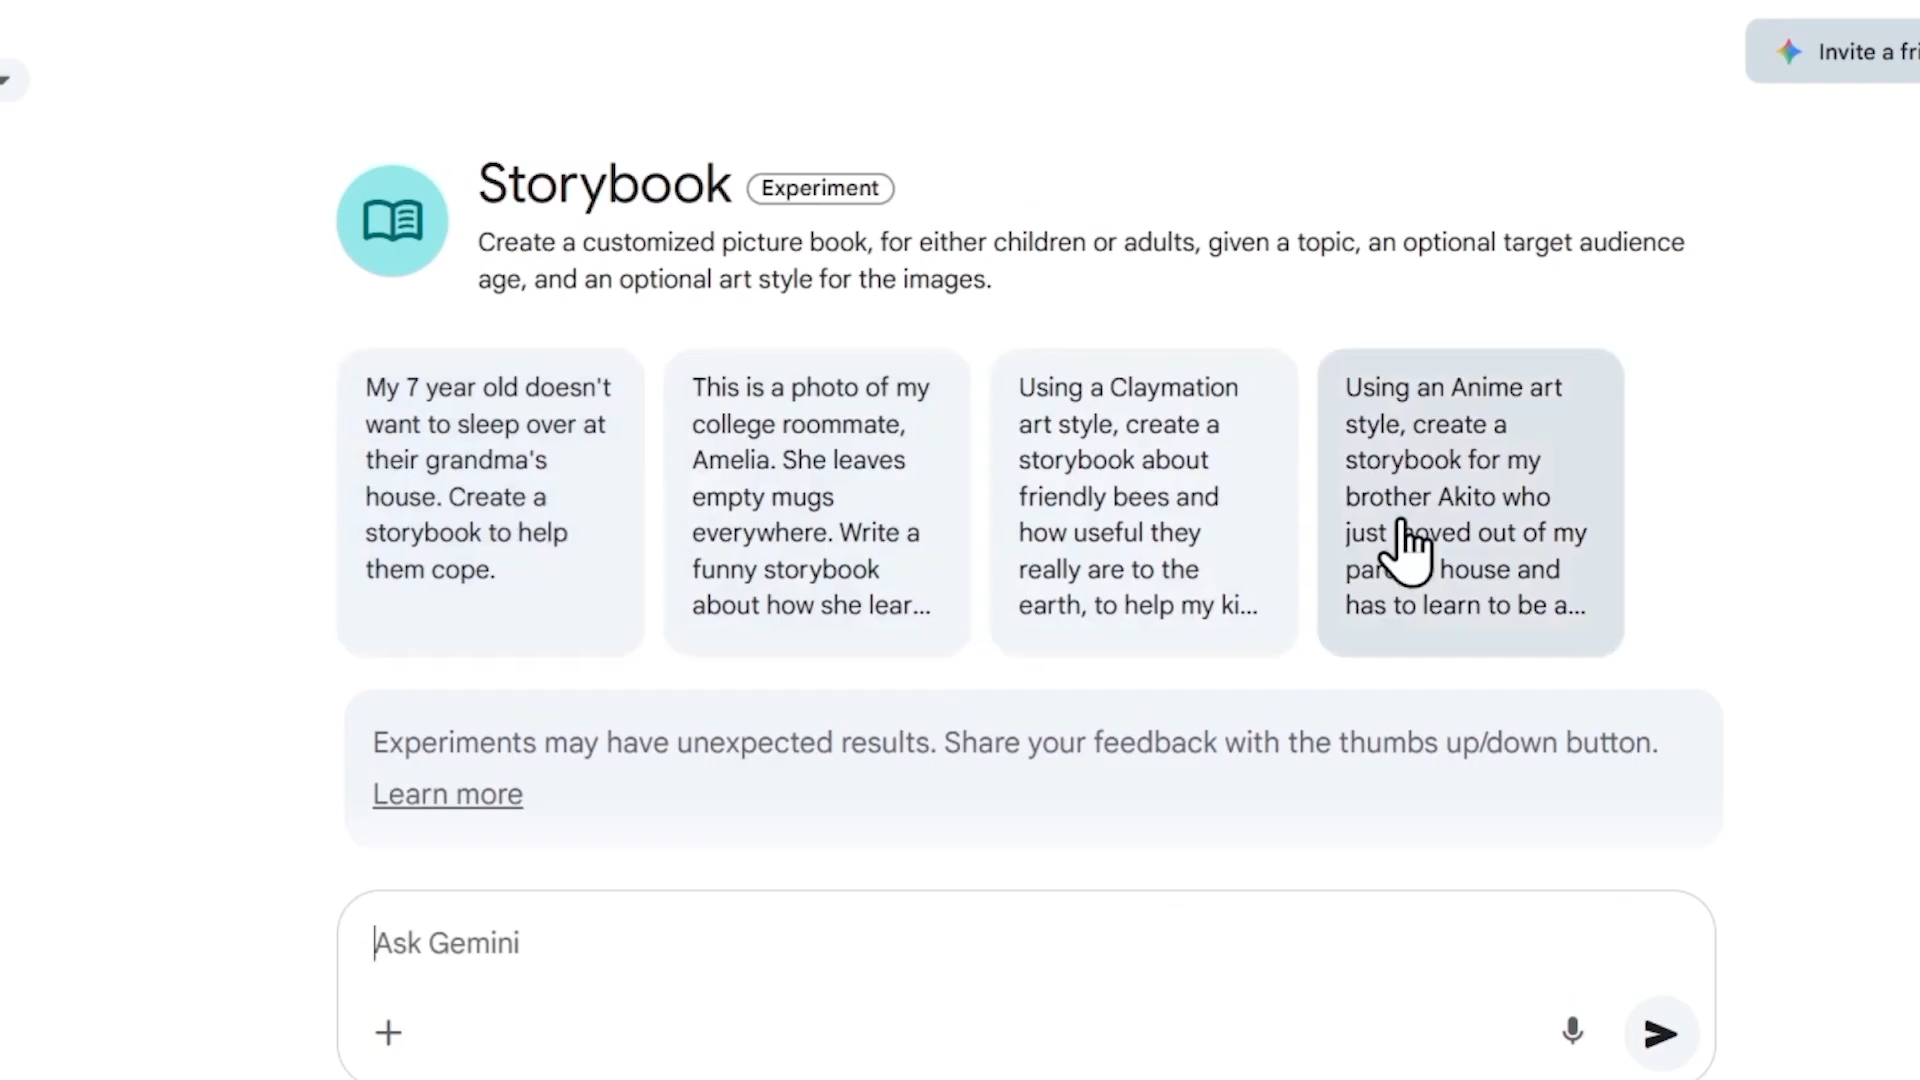 Invite a fri
Storybook Experiment
Create a customized picture book, for either children or adults, given a topic, an optional target audience
age, and an optional art style for the images.
My 7 year old doesn't
want to sleep over at
their grandma's
house. Create a
storybook to help
them cope.
This is a photo of my
college roommate,
Amelia. She leaves
empty mugs
everywhere. Write a
funny storybook
about how she lear...
Using a Claymation
art style, create a
storybook about
friendly bees and
how useful they
really are to the
earth, to help my ki...
Using an Anime art
style, create a
storybook for my
brother Akito who
just moved out of my
house and
has to learn to be a...
Experiments may have unexpected results. Share your feedback with the thumbs up/down button.
Learn more
Ask Gemini